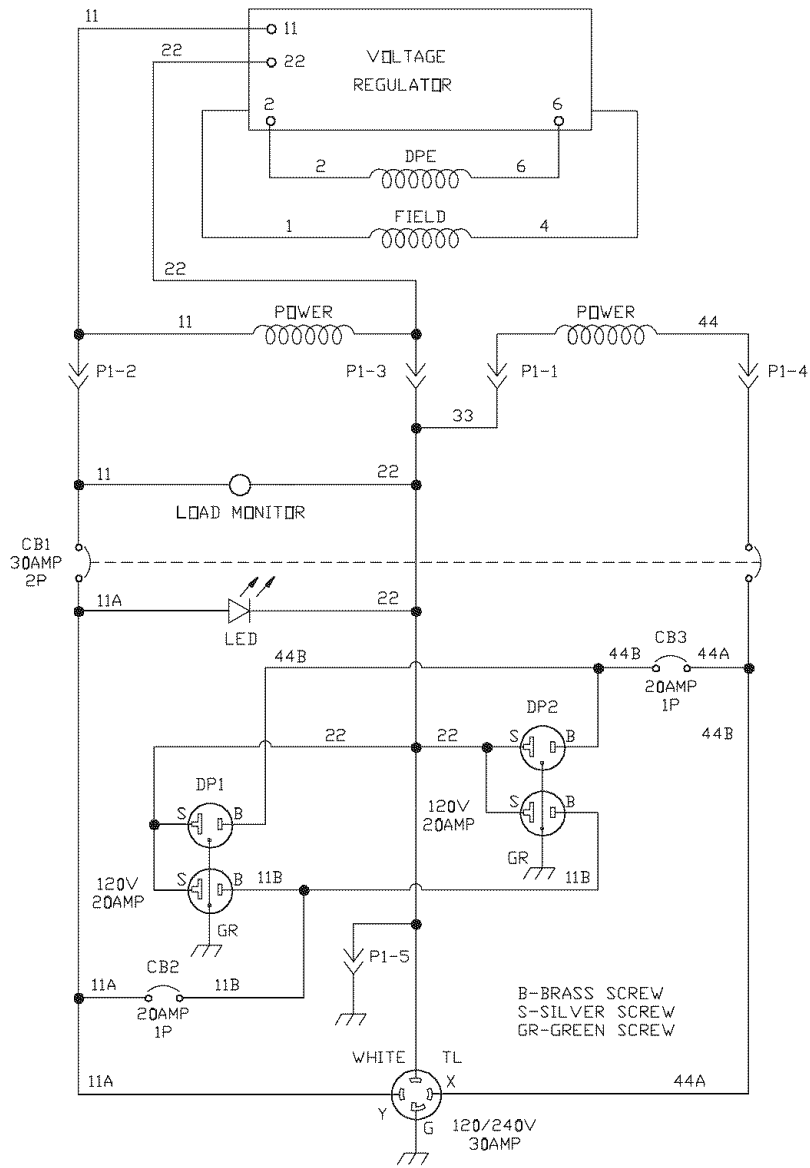 11
11
22
22
VOLTAGE
REGULATOR
2
6
DPE
2
6
FIELD
1
4
22
POWER
11
POWER
44
P1-2
P1-3
P1-1
P1-4
33
11
22
LOAD MONITOR
CB1
30AMP
2P
11A
22
LED
44B
44B
CB3
44A
20AMP
1P
DP2
22
22
S
B
44B
DP1
S
B
120V
20AMP
S
B
GR
120V
20AMP
S
B
11B
11B
GR
P1-5
CB2
11A
11B
20AMP
1P
B-BRASS SCREW
S-SILVER SCREW
GR-GREEN SCREW
WHITE
TL
11A
X
44A
Y
G
120/240V
30AMP